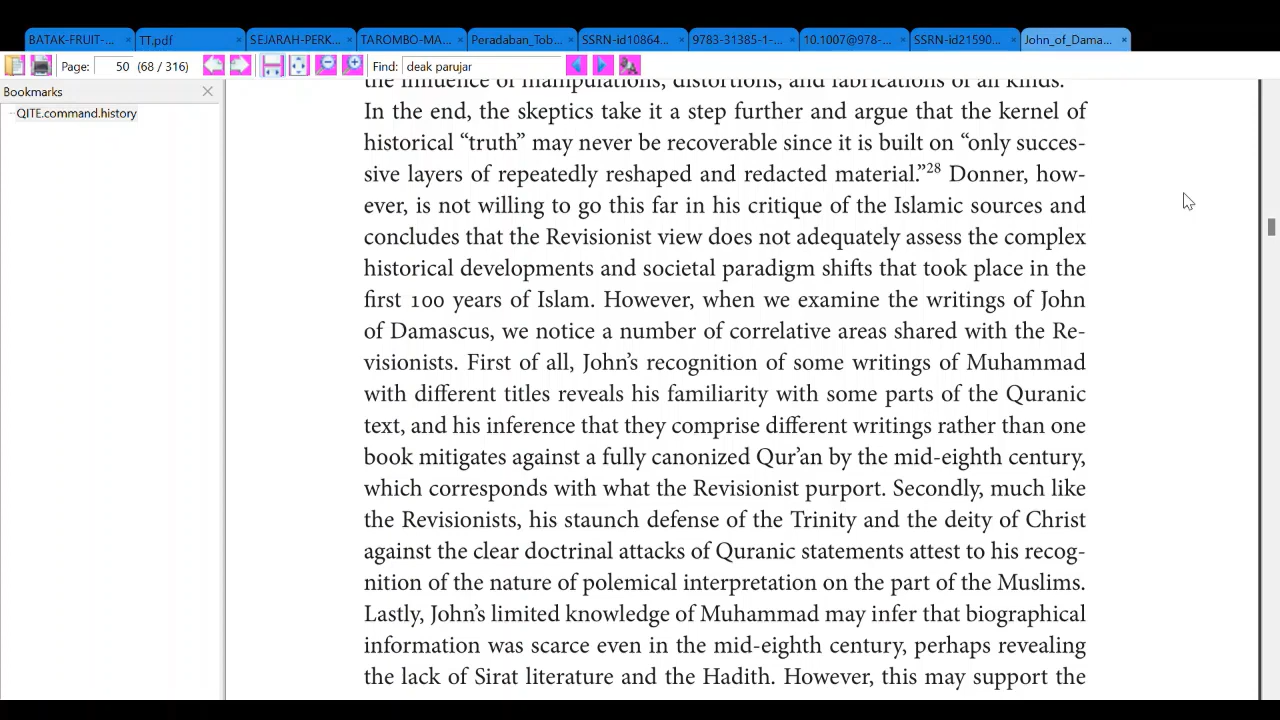 BATAK-FRUIT-...
TT.pdf
SEJARAH-PERK...
TAROMBO-MA...
Peradaban_Tob...
SSRN-id10864...
9783-31385-1-...
10.1007@978-...
SSRN-id21590...
John_of_Dama...
Page: 50 (68 / 316) Find: deak parujar
Bookmarks
QITE.command.history
the influence of manipulations, distortions, and fabrications of all kinds.
In the end, the skeptics take it a step further and argue that the kernel of
historical “truth” may never be recoverable since it is built on “only succes-
sive layers of repeatedly reshaped and redacted material.”28 Donner, how-
ever, is not willing to go this far in his critique of the Islamic sources and
concludes that the Revisionist view does not adequately assess the complex
historical developments and societal paradigm shifts that took place in the
first 100 years of Islam. However, when we examine the writings of John
of Damascus, we notice a number of correlative areas shared with the Re-
visionists. First of all, John’s recognition of some writings of Muhammad
with different titles reveals his familiarity with some parts of the Quranic
text, and his inference that they comprise different writings rather than one
book mitigates against a fully canonized Qur’an by the mid-eighth century,
which corresponds with what the Revisionist purport. Secondly, much like
the Revisionists, his staunch defense of the Trinity and the deity of Christ
against the clear doctrinal attacks of Quranic statements attest to his recog-
nition of the nature of polemical interpretation on the part of the Muslims.
Lastly, John’s limited knowledge of Muhammad may infer that biographical
information was scarce even in the mid-eighth century, perhaps revealing
the lack of Sirat literature and the Hadith. However, this may support the